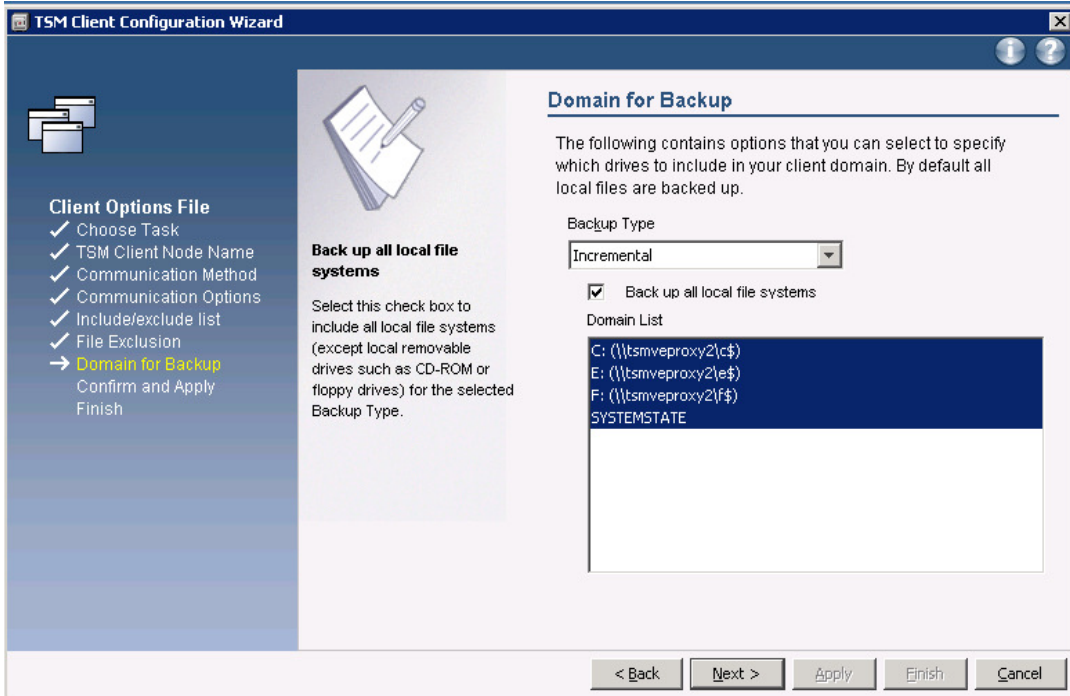 TSM Client Configuration Wizard
Client Options File
Choose Task
TSM Client Node Name
Communication Method
Communication Options
Include/exclude list
File Exclusion
Domain for Backup
Confirm and Apply
Finish
Back up all local file
systems
Select this check box to
include all local file systems
(except local removable
drives such as CD-ROM or
floppy drives) for the selected
Backup Type.
Domain for Backup
The following contains options that you can select to specify
which drives to include in your client domain. By default all
local files are backed up.
Backup Type
Incremental
Back up all local file systems
Domain List
C: (\\tsmveproxy2\c$)
E: (\\tsmveproxy2\e$)
F: (\\tsmveproxy2\f$)
SYSTEMSTATE
< Back
Next >
Apply
Finish
Cancel